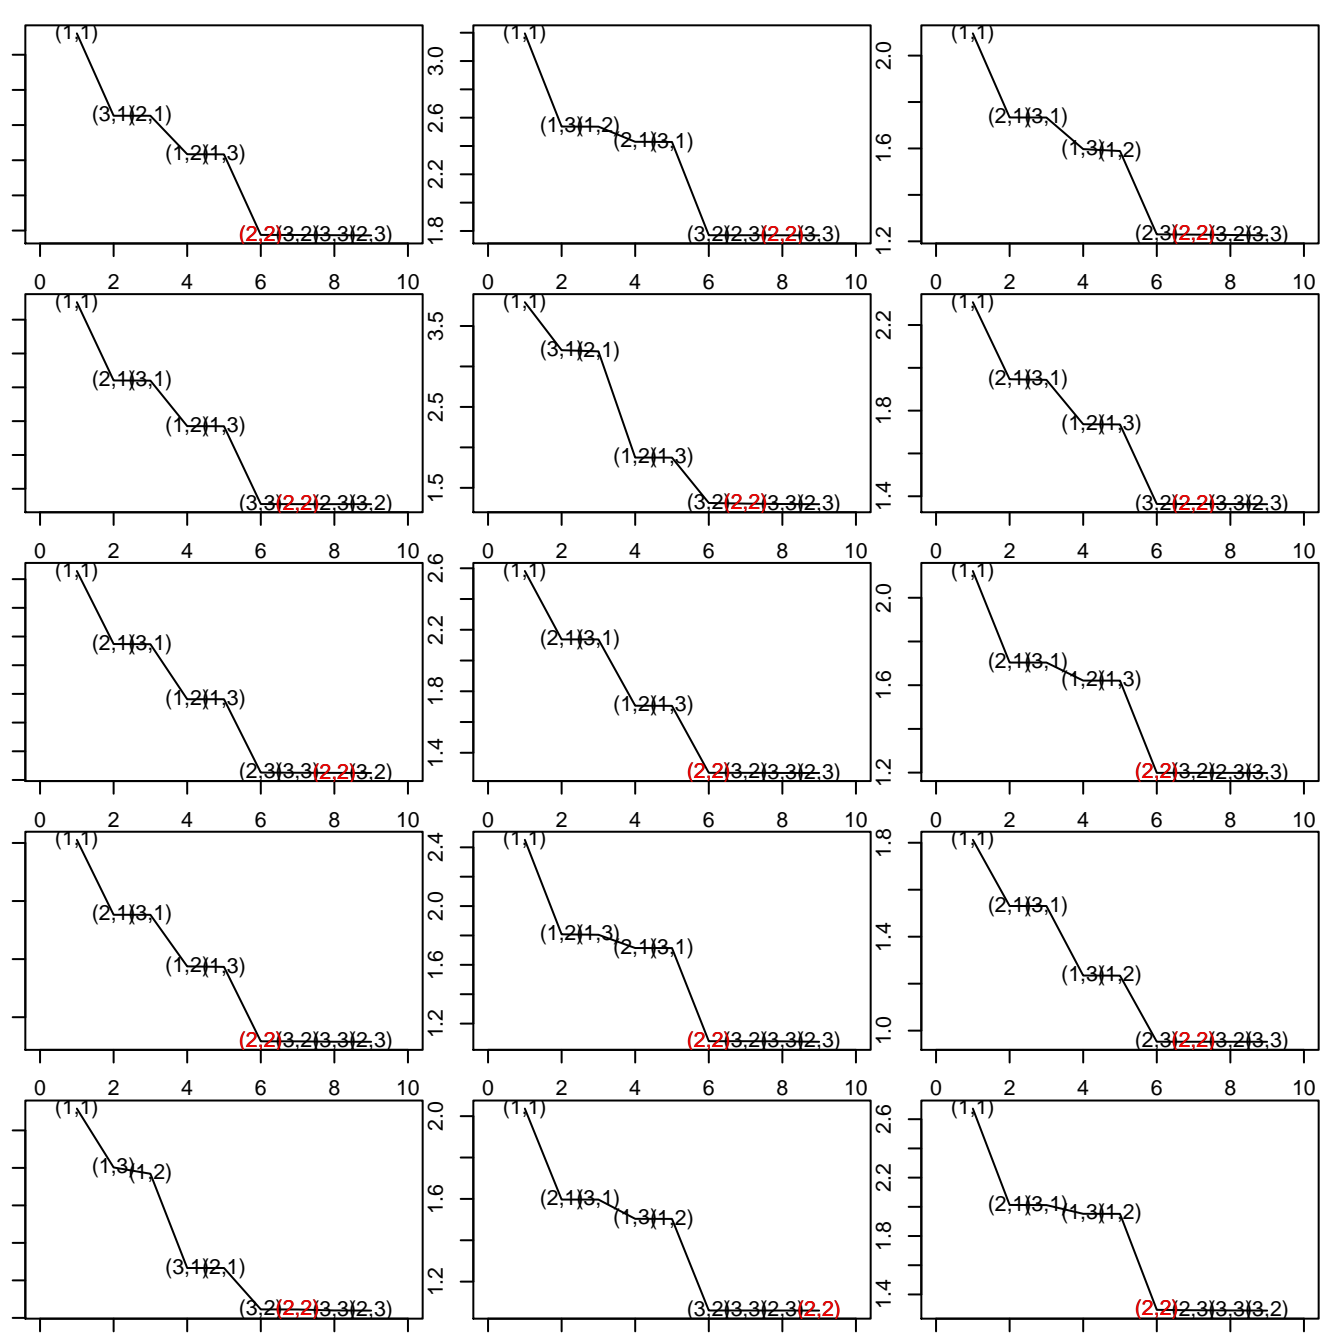 (1,1) (1,1) (1,1)
3.0 2.6 2.2 1.8
2.0 1.6 1.2
(3,1) (2,1) (1,3) (1,2) (2,1) (3,1)
(1,2) (1,3) (2,1) (3,1) (1,3) (1,2)
(2,2) (3,2) (3,3) (2,3) (3,2) (2,3) (2,2) (3,3) (2,3) (2,2) (3,2) (3,3)
0 2 4 6 8 10 0 2 4 6 8 10 0 2 4 6 8 10
(1,1) (1,1) (1,1)
3.5 2.5 1.5
2.2 1.8 1.4
(2,1) (3,1) (3,1) (2,1) (2,1) (3,1)
(1,2) (1,3) (1,2) (1,3) (1,2) (1,3)
(3,3) (2,2) (2,3) (3,2) (3,2) (2,2) (3,3) (2,3) (3,2) (2,2) (3,3) (2,3)
0 2 4 6 8 10 0 2 4 6 8 10 0 2 4 6 8 10
(1,1) (1,1) (1,1)
2.6 2.2 1.8 1.4
2.0 1.6 1.2
(2,1) (3,1) (2,1) (3,1) (2,1) (3,1)
(1,2) (1,3) (1,2) (1,3) (1,2) (1,3)
(2,3) (3,3) (2,2) (3,2) (2,2) (3,2) (3,3) (2,3) (2,2) (3,2) (2,3) (3,3)
0 2 4 6 8 10 0 2 4 6 8 10 0 2 4 6 8 10
(1,1) (1,1) (1,1)
2.4 2.0 1.6 1.2
1.8 1.4 1.0
(2,1) (3,1) (1,2) (1,3) (2,1) (3,1)
(1,2) (1,3) (2,1) (3,1) (1,3) (1,2)
(2,2) (3,2) (3,3) (2,3) (2,2) (3,2) (3,3) (2,3) (2,3) (2,2) (3,2) (3,3)
0 2 4 6 8 10 0 2 4 6 8 10 0 2 4 6 8 10
(1,1) (1,1) (1,1)
2.0 1.6 1.2
2.6 2.2 1.8 1.4
(1,3) (1,2) (2,1) (3,1) (2,1) (3,1)
(3,1) (2,1) (1,3) (1,2) (1,3) (1,2)
(3,2) (2,2) (3,3) (2,3) (3,2) (3,3) (2,3) (2,2) (2,2) (2,3) (3,3) (3,2)